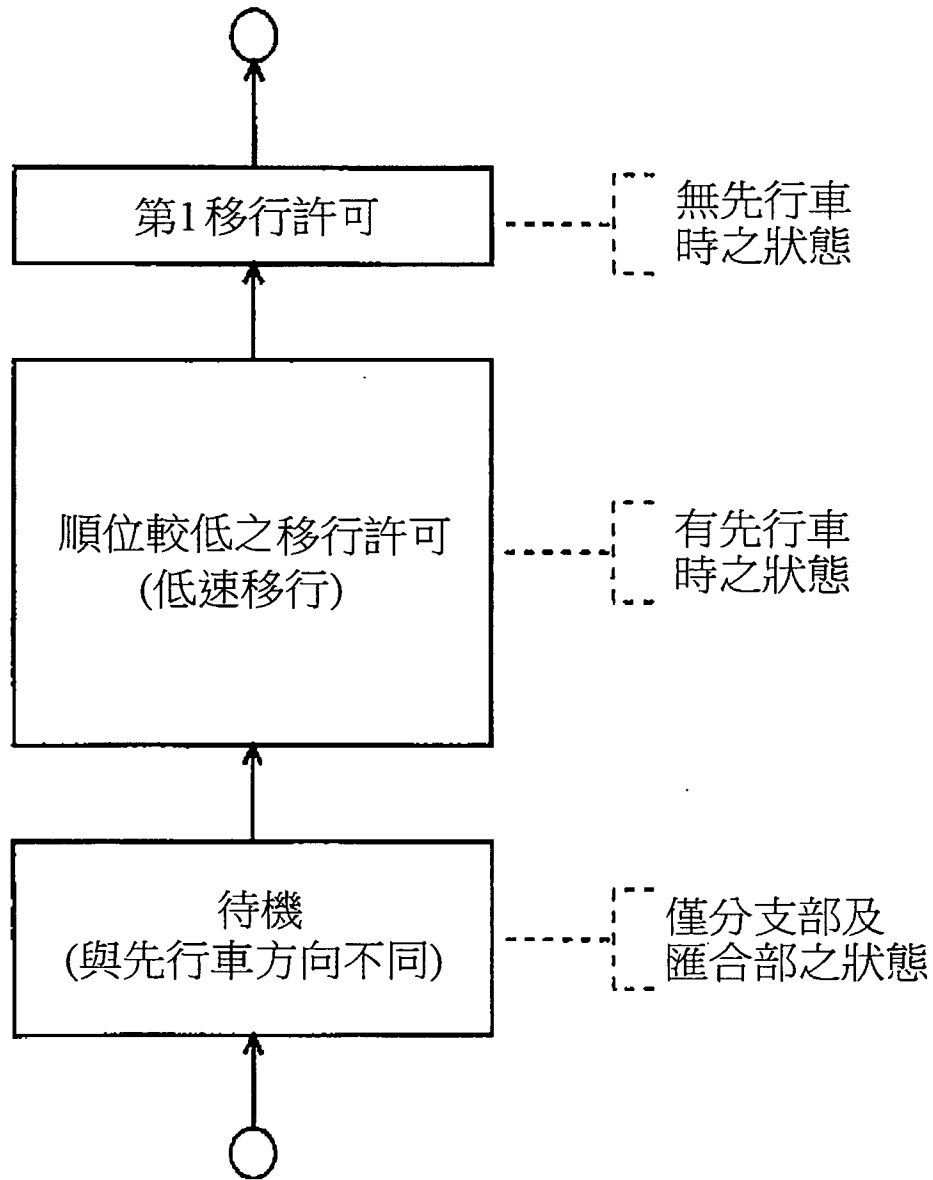 第1移行許可
無先行車
時之狀態
順位較低之移行許可
(低速移行)
有先行車
時之狀態
待機
(與先行車方向不同)
僅分支部及
匯合部之狀態